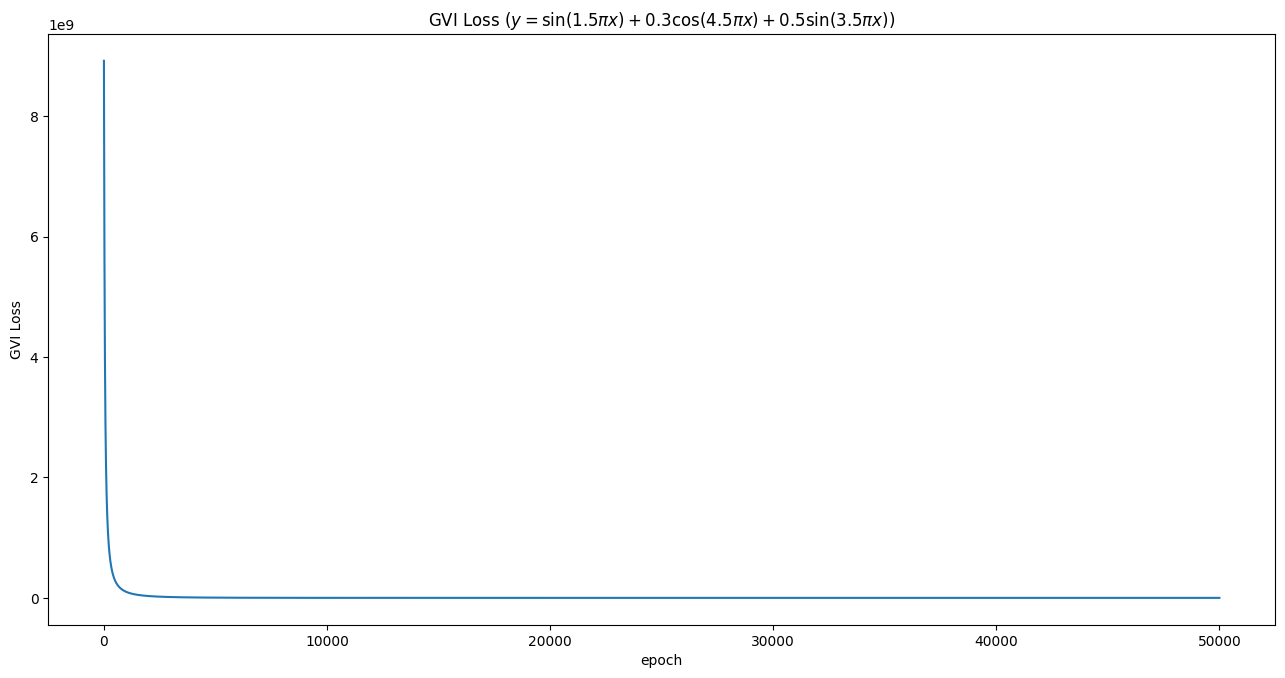 GVI Loss (y = sin(1.5πx) + 0.3cos(4.5πx) + 0.5sin(3.5πx))
1e9
8
6
4
2
0
GVI Loss
0 10000 20000 30000 40000 50000
epoch